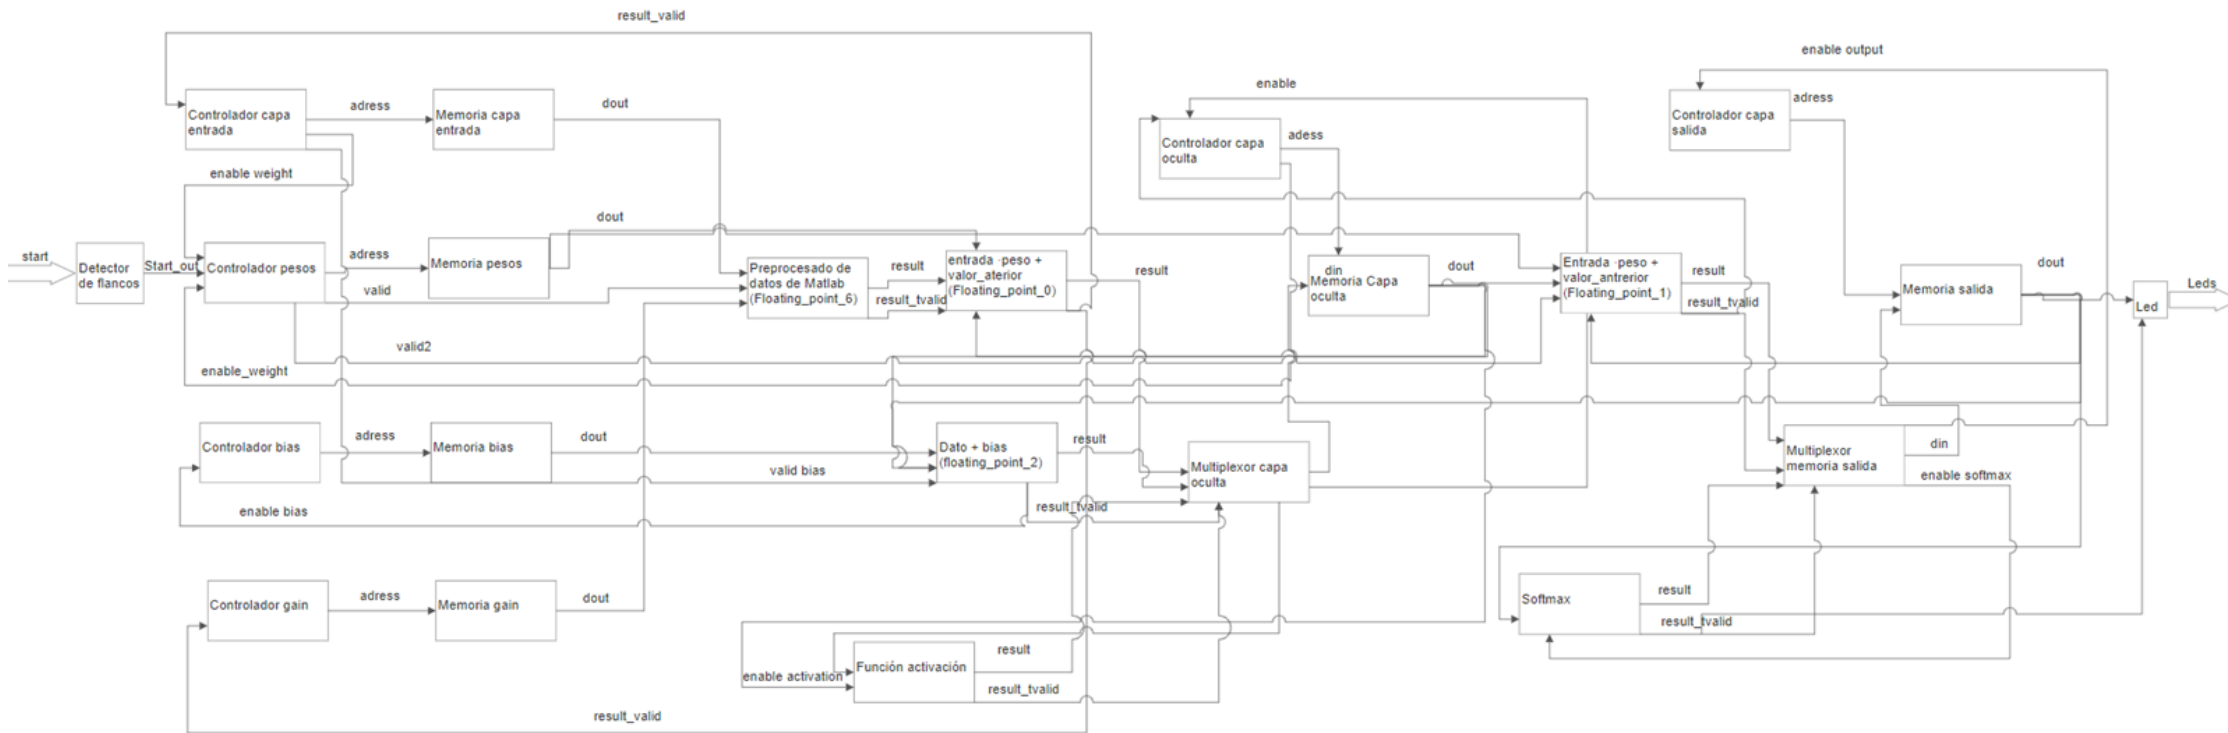 result_valid
enable output
enable
Controlador capa
entrada
adress
Memoria capa
entrada
dout
Controlador capa
oculta
adess
Controlador capa
salida
adress
enable weight
start
Detector
de flancos
Start_out
Controlador pesos
adress
valid
Memoria pesos
dout
Preprocesado de
datos de Matlab
(Floating_point_6)
result
result_tvalid
entrada ·peso +
valor_aterior
(Floating_point_0)
result
din
Memoria Capa
oculta
dout
Entrada ·peso +
valor_antrerior
(Floating_point_1)
result
result_tvalid
Memoria salida
dout
Led
Leds
valid2
enable_weight
Controlador bias
adress
Memoria bias
dout
valid bias
Dato + bias
(floating_point_2)
result
Multiplexor capa
oculta
result_tvalid
Multiplexor
memoria salida
din
enable softmax
enable bias
Controlador gain
adress
Memoria gain
dout
Softmax
result
result_tvalid
enable activation
Función activación
result
result_tvalid
result_valid